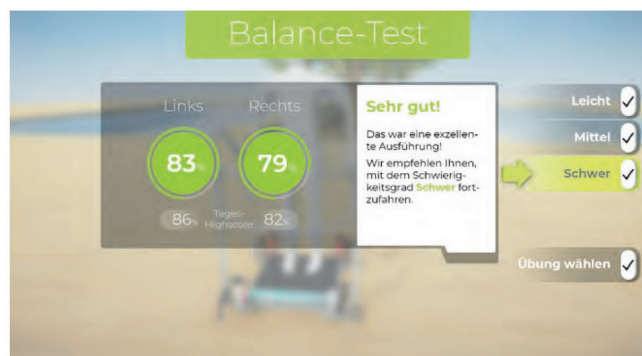 Balance-Test
Links Rechts
83% 79%
86% Tages-Highscore 82%
Sehr gut!
Das war eine exzellen-
te Ausführung!
Wir empfehlen Ihnen,
mit dem Schwierig-
keitsgrad Schwer fort-
zufahren.
Leicht
Mittel
Schwer
Übung wählen